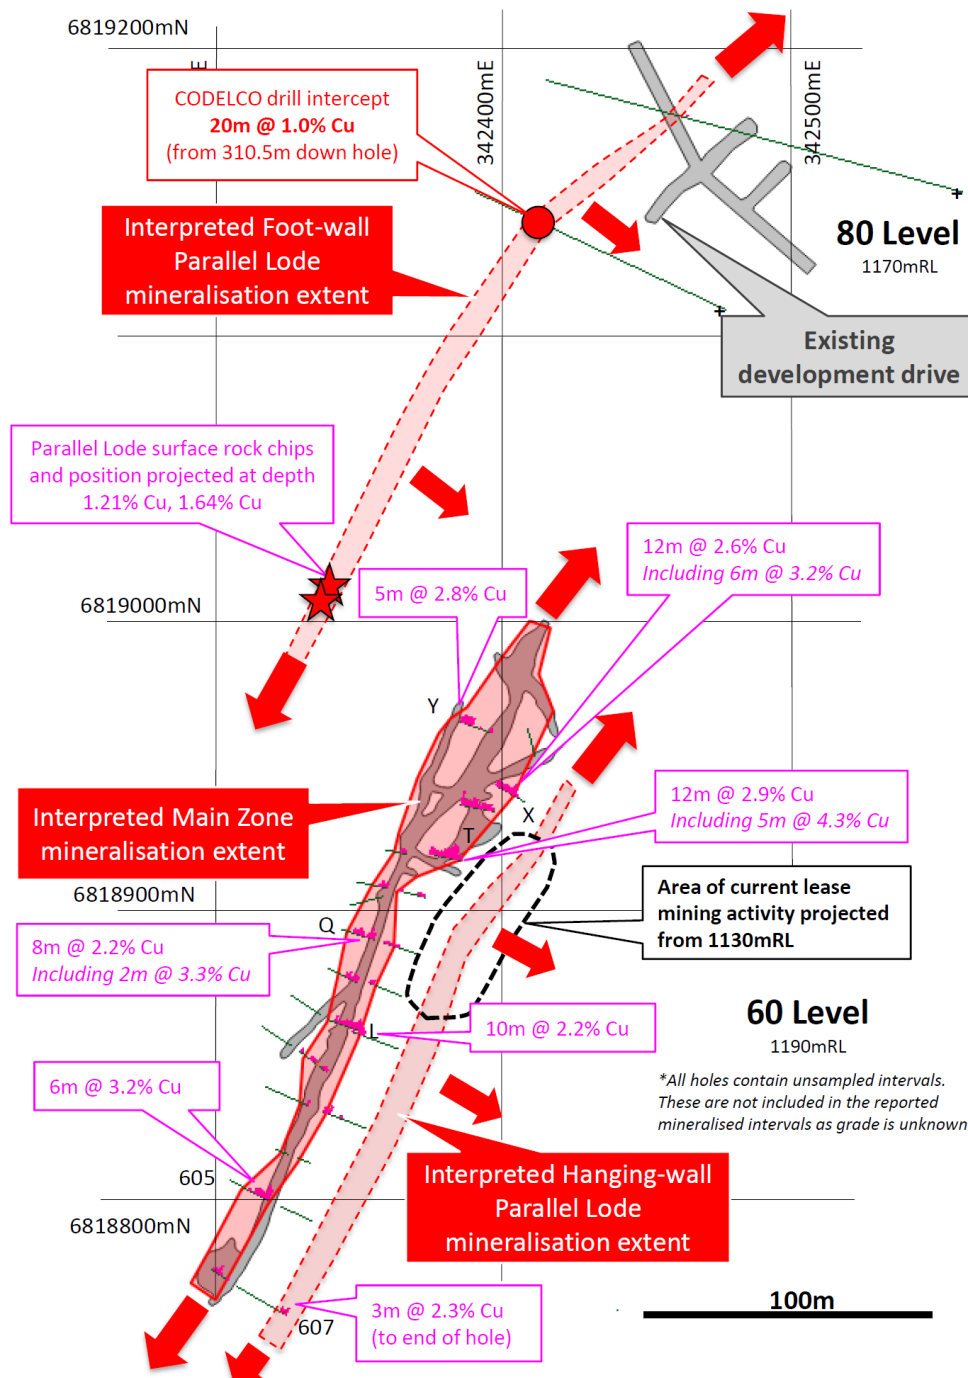 6819200mN
E
342400mE
342500mE
CODELCO drill intercept
20m @ 1.0% Cu
(from 310.5m down hole)
Interpreted Foot-wall
Parallel Lode
mineralisation extent
80 Level
1170mRL
Existing
development drive
Parallel Lode surface rock chips
and position projected at depth
1.21% Cu, 1.64% Cu
12m @ 2.6% Cu
Including 6m @ 3.2% Cu
5m @ 2.8% Cu
6819000mN
Y
X
T
Interpreted Main Zone
mineralisation extent
12m @ 2.9% Cu
Including 5m @ 4.3% Cu
6818900mN
Area of current lease
mining activity projected
from 1130mRL
Q
8m @ 2.2% Cu
Including 2m @ 3.3% Cu
L
10m @ 2.2% Cu
60 Level
1190mRL
*All holes contain unsampled intervals.
These are not included in the reported
mineralised intervals as grade is unknown
6m @ 3.2% Cu
605
Interpreted Hanging-wall
Parallel Lode
mineralisation extent
6818800mN
3m @ 2.3% Cu
(to end of hole)
607
100m